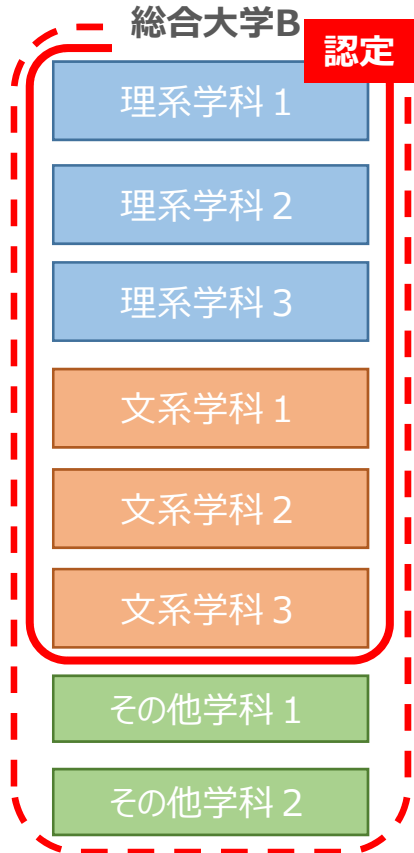 総合大学B
認定
理系学科１
理系学科２
理系学科３
文系学科１
文系学科２
文系学科３
その他学科１
その他学科２